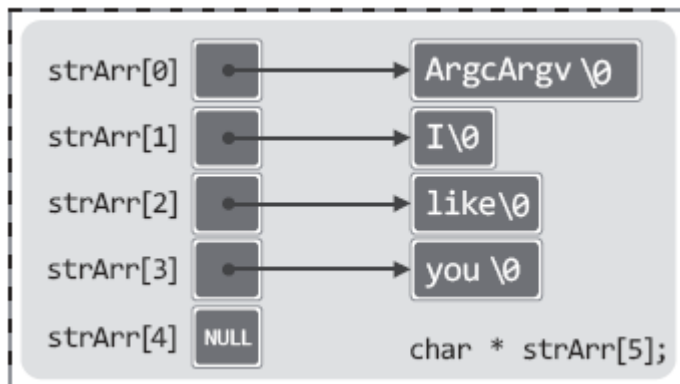 strArr[0] ArgcArgv \0
strArr[1] I\0
strArr[2] like\0
strArr[3] you \0
strArr[4] NULL
char * strArr[5];